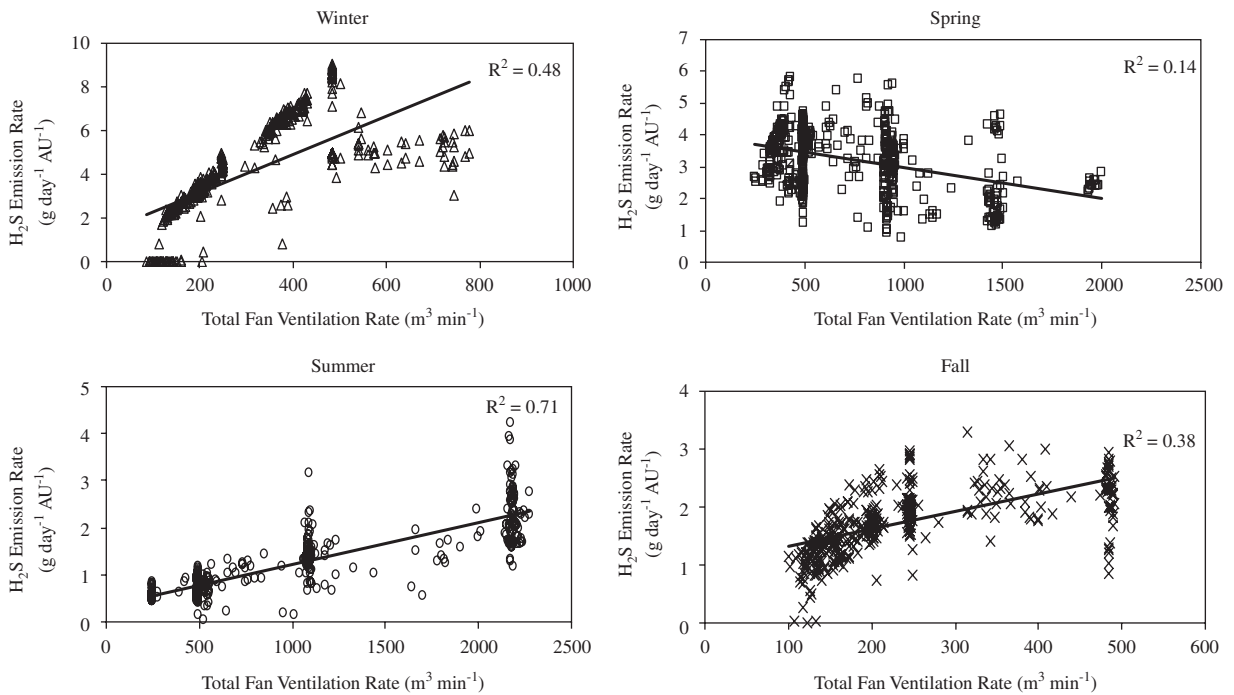 Winter
H2S Emission Rate
(g day-1 AU-1)
10
8
6
4
2
0
R2 = 0.48
0 200 400 600 800 1000
Total Fan Ventilation Rate (m3 min-1)
Spring
H2S Emission Rate
(g day-1 AU-1)
7
6
5
4
3
2
1
0
R2 = 0.14
0 500 1000 1500 2000 2500
Total Fan Ventilation Rate (m3 min-1)
Summer
H2S Emission Rate
(g day-1 AU-1)
5
4
3
2
1
0
R2 = 0.71
0 500 1000 1500 2000 2500
Total Fan Ventilation Rate (m3 min-1)
Fall
H2S Emission Rate
(g day-1 AU-1)
4
3
2
1
0
R2 = 0.38
0 100 200 300 400 500 600
Total Fan Ventilation Rate (m3 min-1)